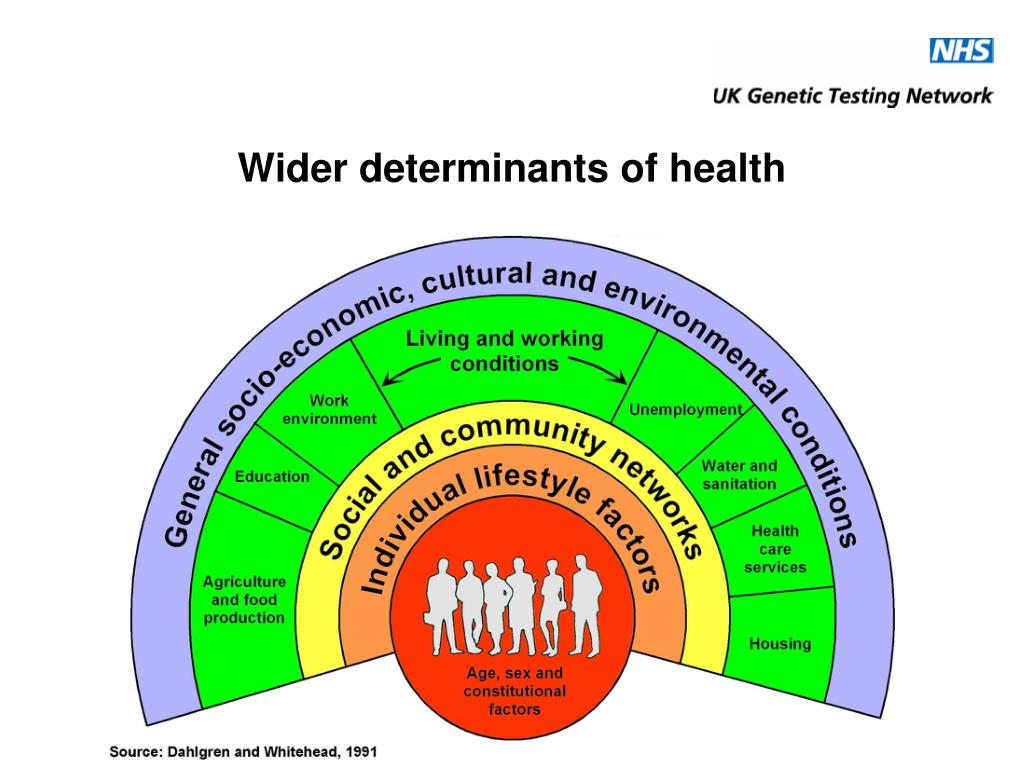 NHS
UK Genetic Testing Network
Wider determinants of health
General socio-economic, cultural and environmental conditions
Living and working
conditions
Work
environment
Unemployment
Education
Water and
sanitation
Agriculture
and food
production
Health
care
services
Housing
Social and community networks
Individual lifestyle factors
Age, sex and
constitutional
factors
Source: Dahlgren and Whitehead, 1991